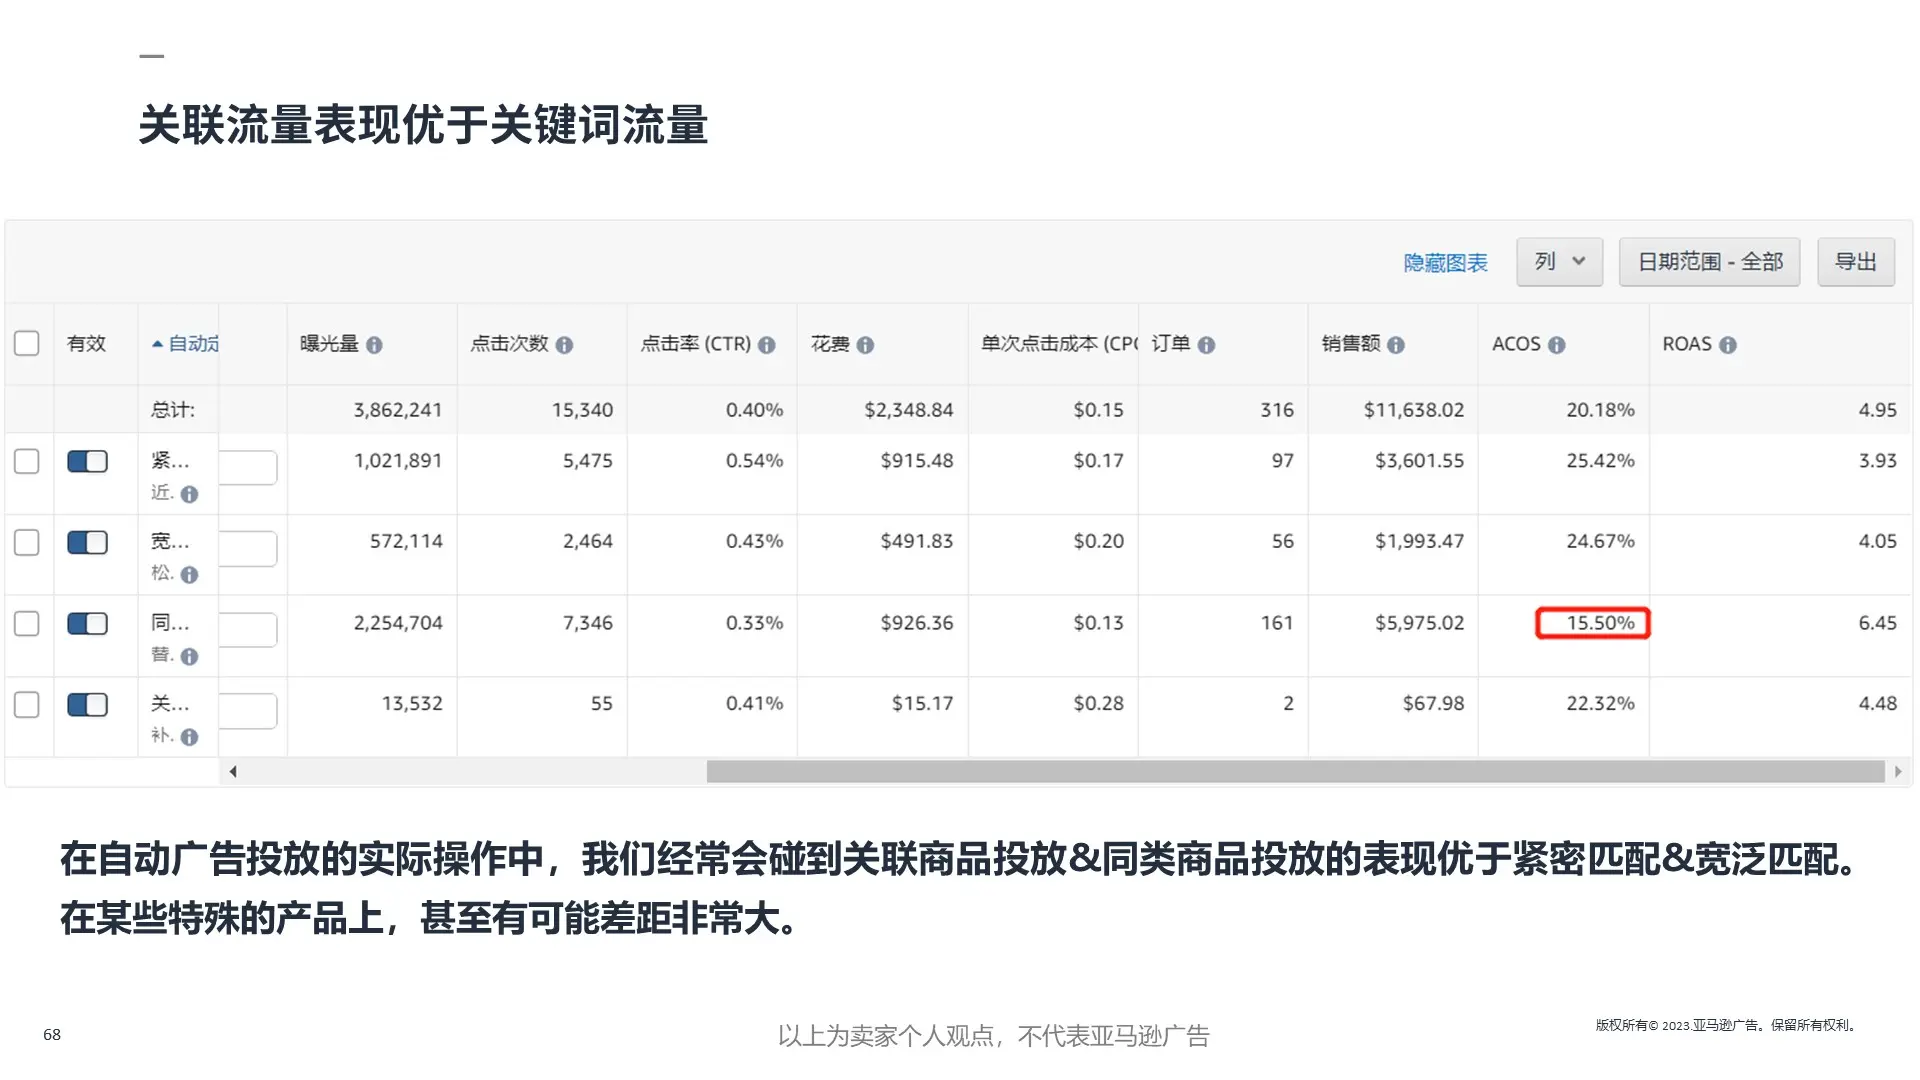 关联流量表现优于关键词流量
隐藏图表 列 日期范围 - 全部 导出
有效 自动定 曝光量 点击次数 点击率 (CTR) 花费 单次点击成本 (CPC 订单 销售额 ACOS ROAS
总计: 3,862,241 15,340 0.40% $2,348.84 $0.15 316 $11,638.02 20.18% 4.95
紧... 1,021,891 5,475 0.54% $915.48 $0.17 97 $3,601.55 25.42% 3.93
近.
宽... 572,114 2,464 0.43% $491.83 $0.20 56 $1,993.47 24.67% 4.05
松.
同... 2,254,704 7,346 0.33% $926.36 $0.13 161 $5,975.02 15.50% 6.45
替.
关... 13,532 55 0.41% $15.17 $0.28 2 $67.98 22.32% 4.48
补.
在自动广告投放的实际操作中，我们经常会碰到关联商品投放&同类商品投放的表现优于紧密匹配&宽泛匹配。
在某些特殊的产品上，甚至有可能差距非常大。
68
以上为卖家个人观点，不代表亚马逊广告
版权所有© 2023.亚马逊广告。保留所有权利。